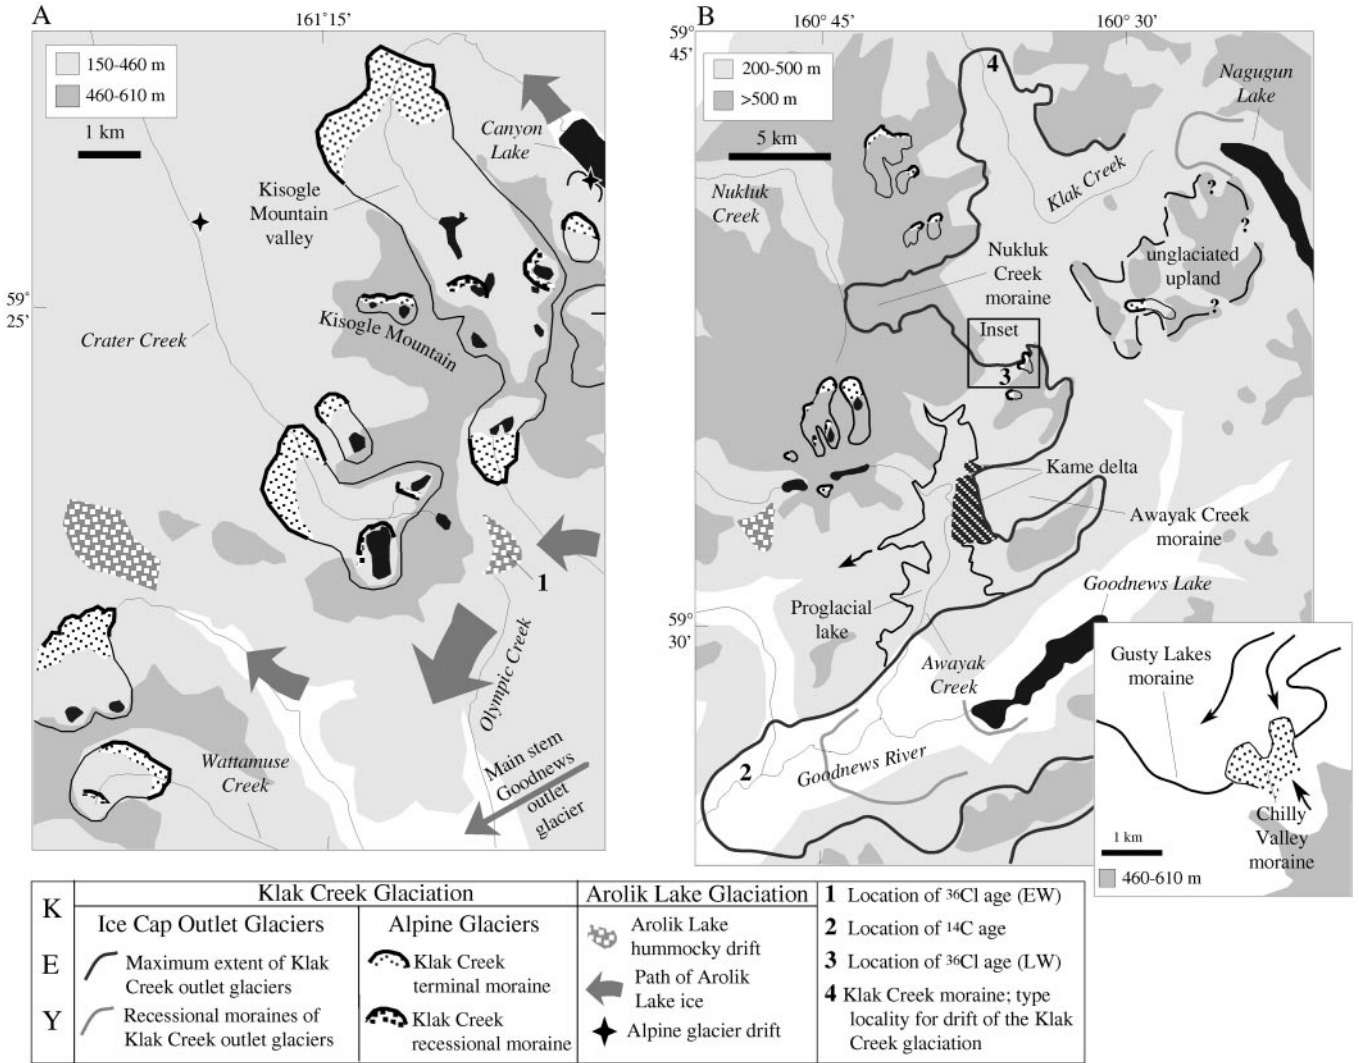 A
161° 15'
150-460 m
460-610 m
1 km
Canyon
Lake
Kisogle
Mountain
valley
59°
25'
Crater Creek
Kisogle Mountain
1
Olympic Creek
Wattamuse
Creek
Main stem
Goodnews
outlet
glacier
B
160° 45'
160° 30'
59°
45'
200-500 m
>500 m
5 km
4
Nagugun
Lake
Klak Creek
Nukluk
Creek
Nukluk
Creek
moraine
?
?
unglaciated
upland
?
Inset
3
Kame delta
Awayak Creek
moraine
Goodnews Lake
Proglacial
lake
59°
30'
Awayak
Creek
2
Goodnews River
Gusty Lakes
moraine
Chilly
Valley
moraine
1 km
460-610 m
K
E
Y
Klak Creek Glaciation
Ice Cap Outlet Glaciers
Maximum extent of Klak
Creek outlet glaciers
Recessional moraines of
Klak Creek outlet glaciers
Alpine Glaciers
Klak Creek
terminal moraine
Klak Creek
recessional moraine
Arolik Lake Glaciation
Arolik Lake
hummocky drift
Path of Arolik
Lake ice
Alpine glacier drift
1 Location of ³⁶Cl age (EW)
2 Location of ¹⁴C age
3 Location of ³⁶Cl age (LW)
4 Klak Creek moraine; type
locality for drift of the Klak
Creek glaciation